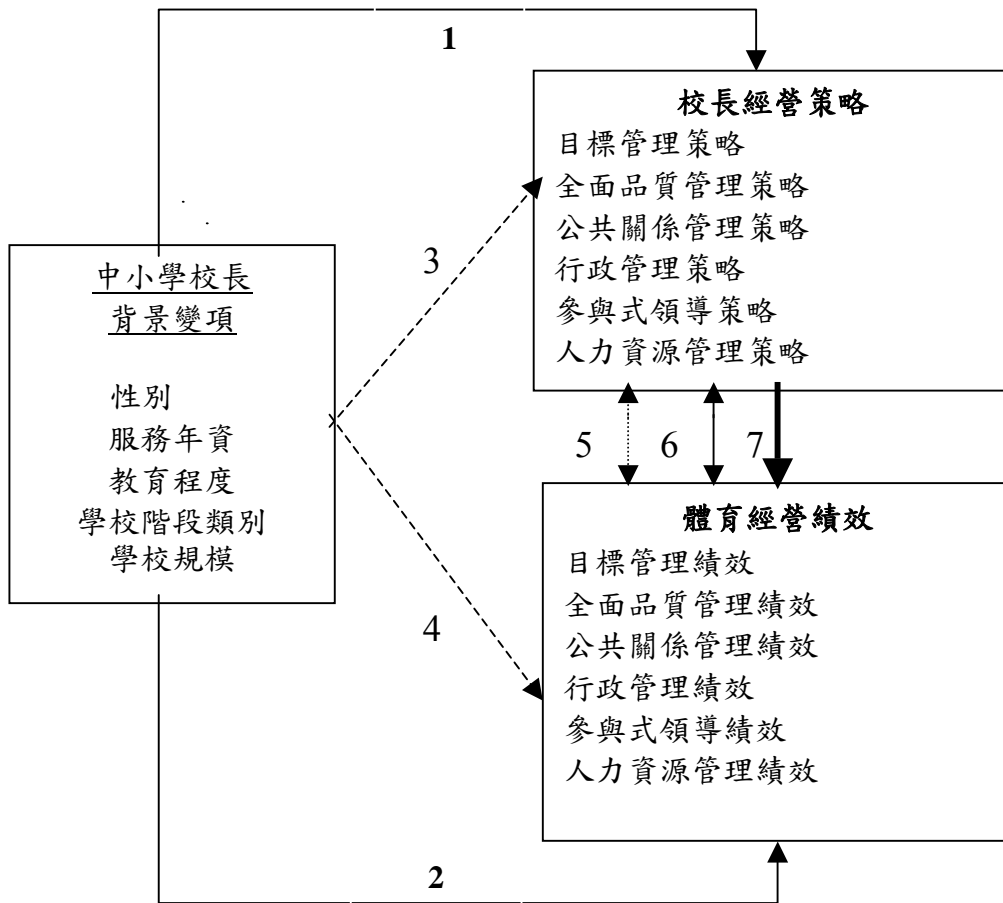 1
校長經營策略
目標管理策略
全面品質管理策略
公共關係管理策略
行政管理策略
參與式領導策略
人力資源管理策略
3
中小學校長
背景變項
性別
服務年資
教育程度
學校階段類別
學校規模
5
6
7
4
體育經營績效
目標管理績效
全面品質管理績效
公共關係管理績效
行政管理績效
參與式領導績效
人力資源管理績效
2